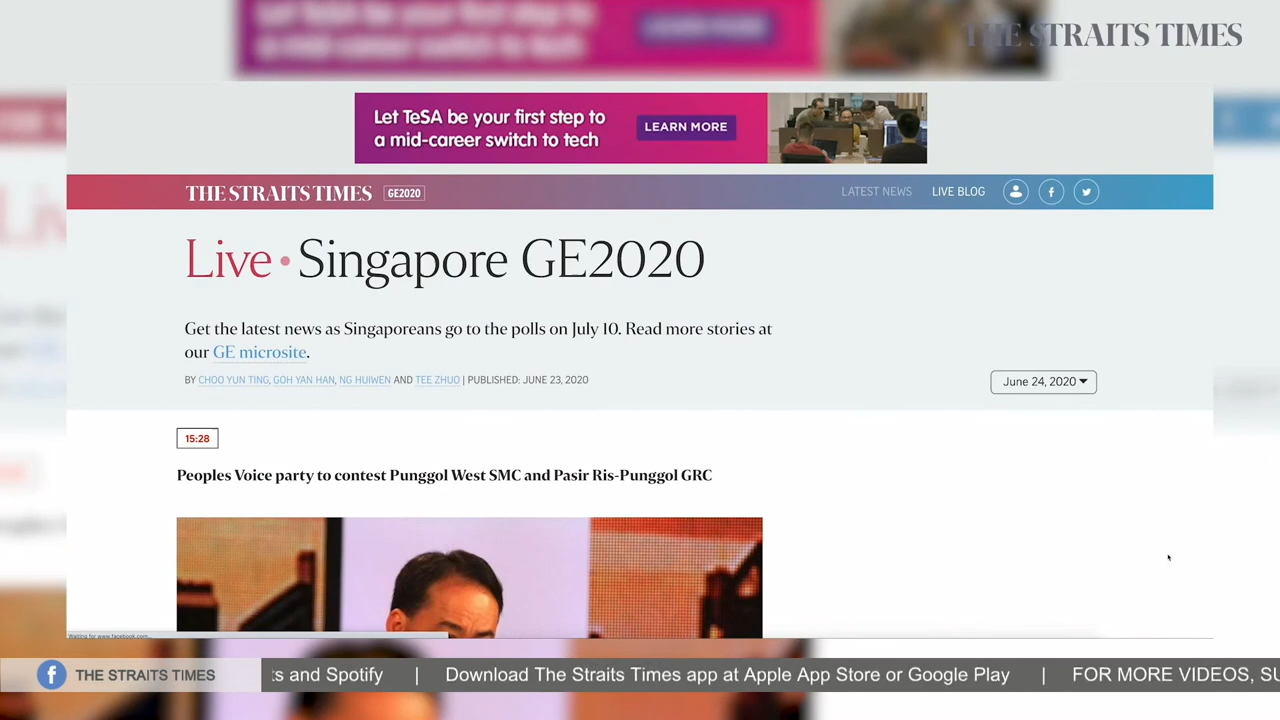 THE STRAITS TIMES
Let TeSA be your first step to
a mid-career switch to tech
LEARN MORE
THE STRAITS TIMES GE2020
LATEST NEWS LIVE BLOG
Live • Singapore GE2020
Get the latest news as Singaporeans go to the polls on July 10. Read more stories at
our GE microsite.
BY CHOO YUN TING, GOH YAN HAN, NG HUIWEN AND TEE ZHUO | PUBLISHED: JUNE 23, 2020
June 24, 2020
15:28
Peoples Voice party to contest Punggol West SMC and Pasir Ris-Punggol GRC
Waiting for www.facebook.com...
THE STRAITS TIMES
and Spotify | Download The Straits Times app at Apple App Store or Google Play | FOR MORE VIDEOS,